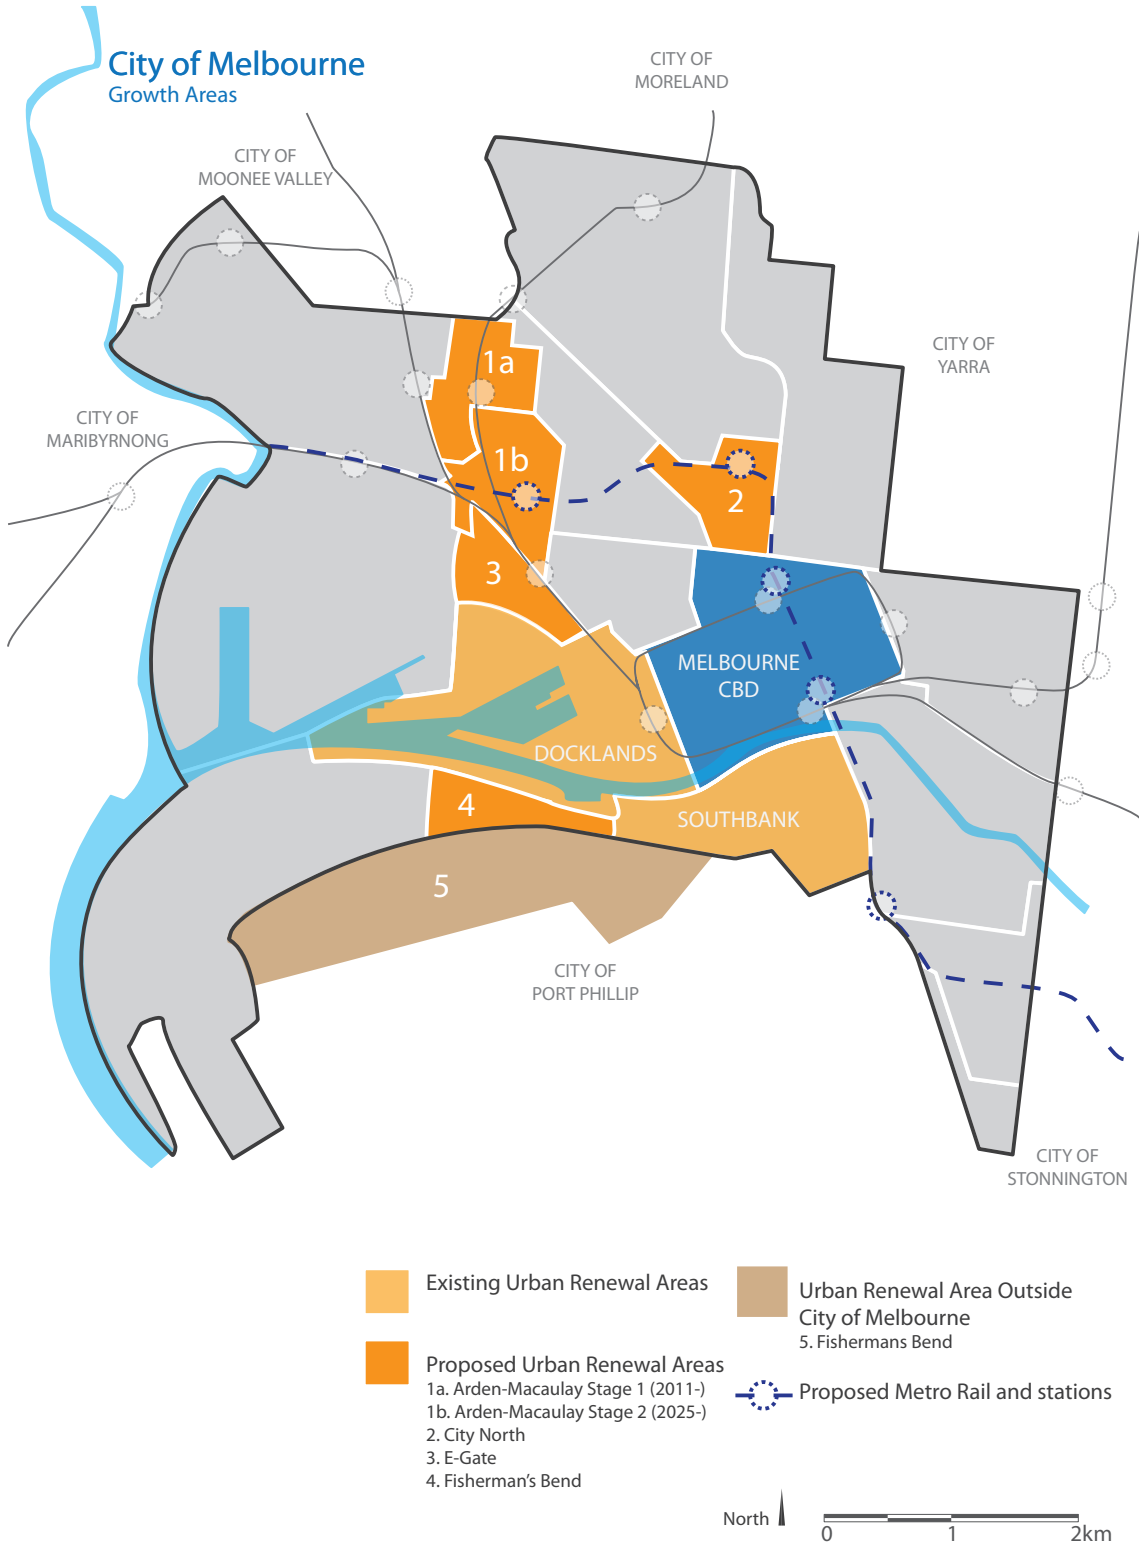 City of Melbourne
Growth Areas
CITY OF
MORELAND
CITY OF
MOONEE VALLEY
CITY OF
YARRA
CITY OF
MARIBYRNONG
1a
1b
2
3
MELBOURNE
CBD
DOCKLANDS
4
SOUTHBANK
5
CITY OF
PORT PHILLIP
CITY OF
STONNINGTON
Existing Urban Renewal Areas
Proposed Urban Renewal Areas
1a. Arden-Macaulay Stage 1 (2011-)
1b. Arden-Macaulay Stage 2 (2025-)
2. City North
3. E-Gate
4. Fisherman's Bend
Urban Renewal Area Outside
City of Melbourne
5. Fishermans Bend
Proposed Metro Rail and stations
North
0 1 2km